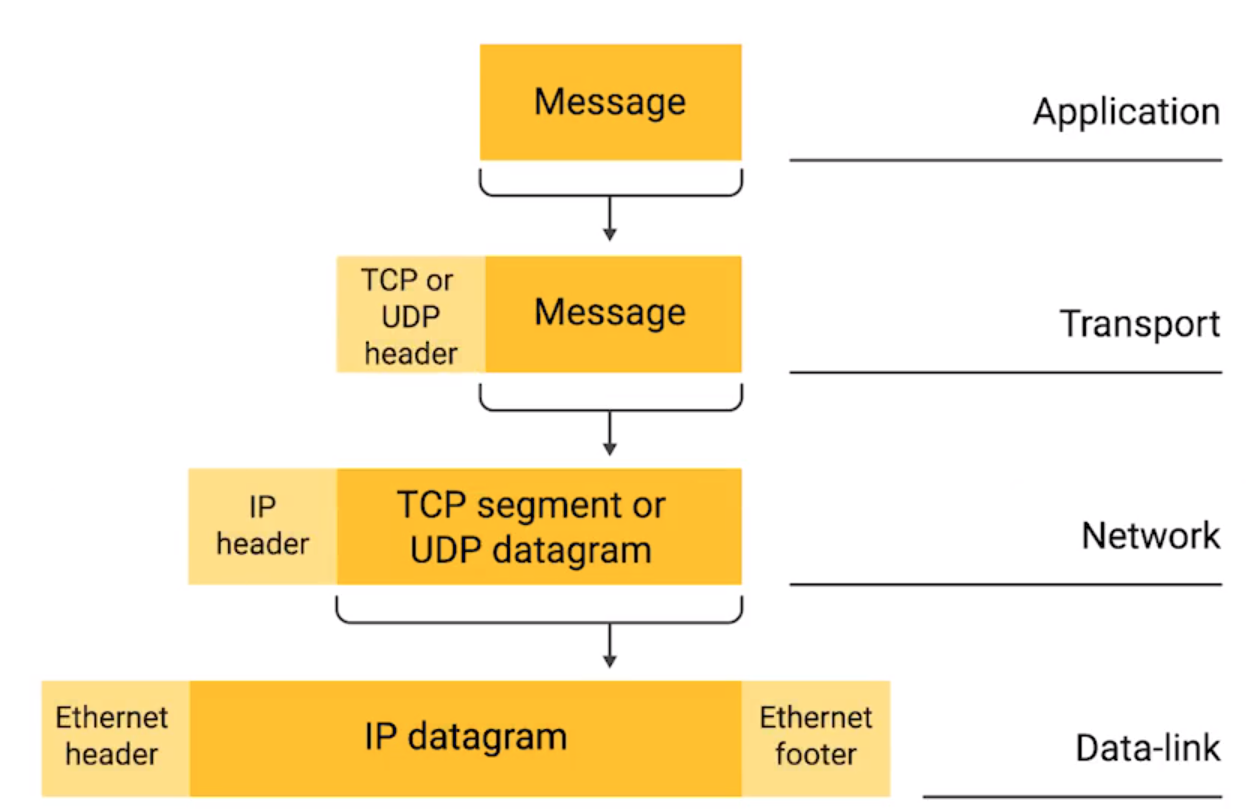 Message
Application
TCP or
UDP
header
Message
Transport
IP
header
TCP segment or
UDP datagram
Network
Ethernet
header
IP datagram
Ethernet
footer
Data-link